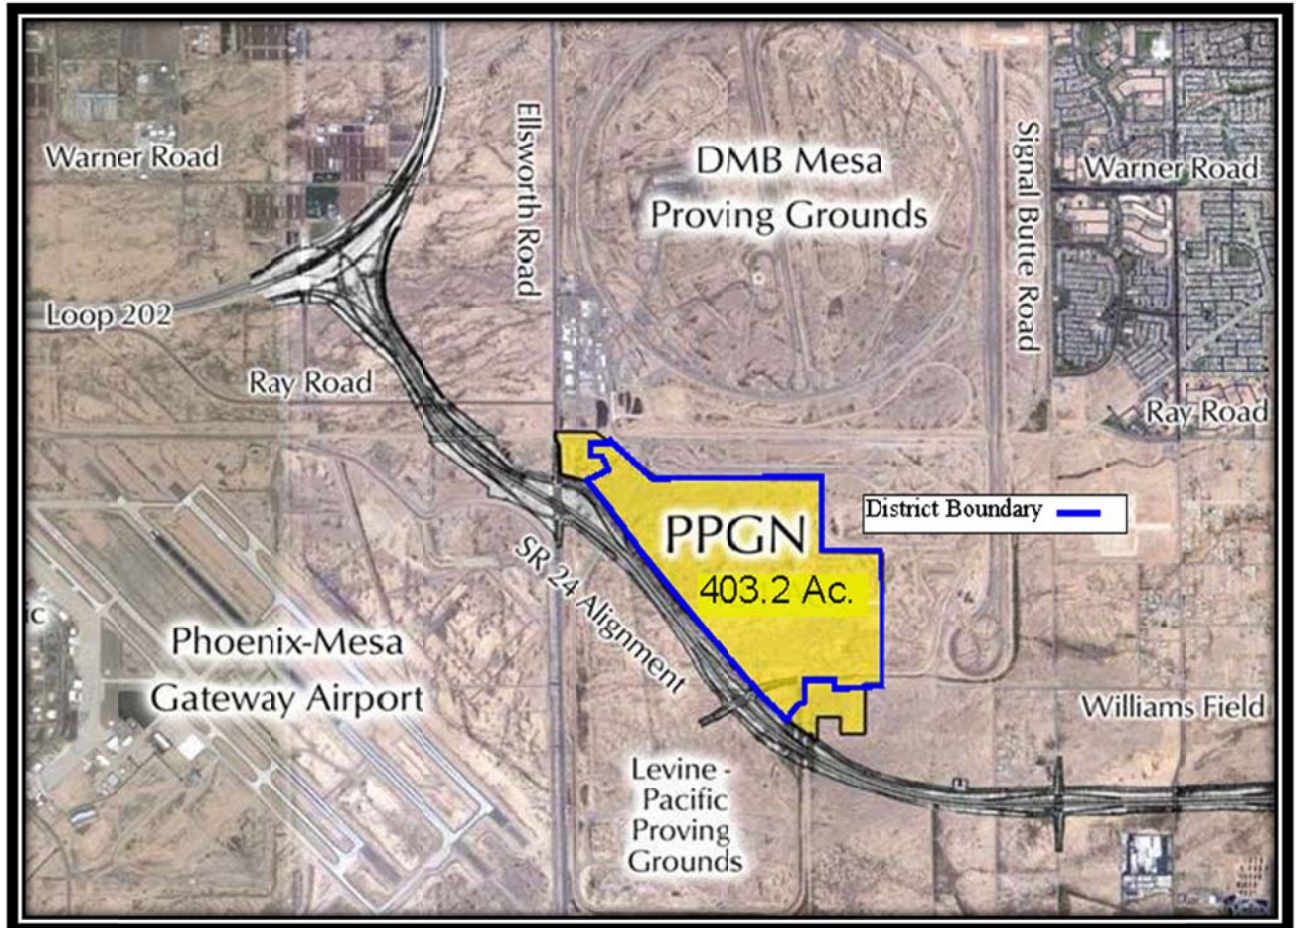 Warner Road
Ellsworth Road
DMB Mesa
Proving Grounds
Signal Butte Road
Warner Road
Loop 202
Ray Road
Ray Road
PPGN
403.2 Ac.
District Boundary
SR 24 Alignment
ic
Phoenix-Mesa
Gateway Airport
Williams Field
Levine -
Pacific
Proving
Grounds